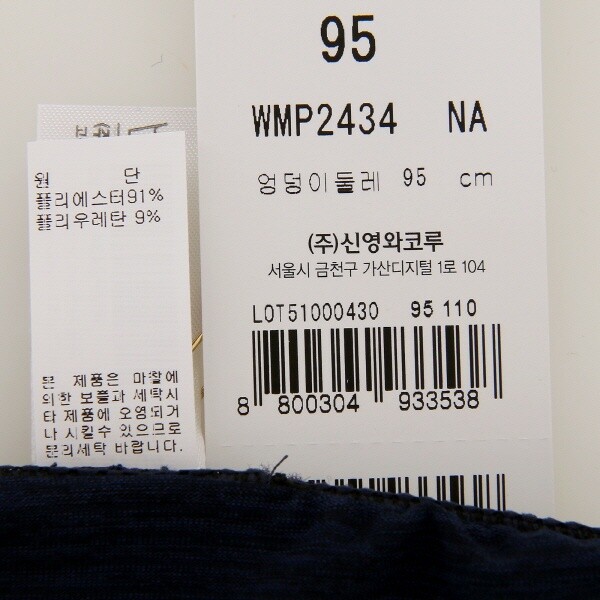 95
WMP2434 NA
엉덩이둘레 95 cm
(주)신영와코루
서울시 금천구 가산디지털 1로 104
LOT51000430 95 110
8 800304 933538
원 단
폴리에스터91%
폴리우레탄 9%
본 제품은 마찰에
의한 보풀과 세탁시
타 제품에 오염되거
나 시킬수 있으므로
분리세탁 바랍니다.